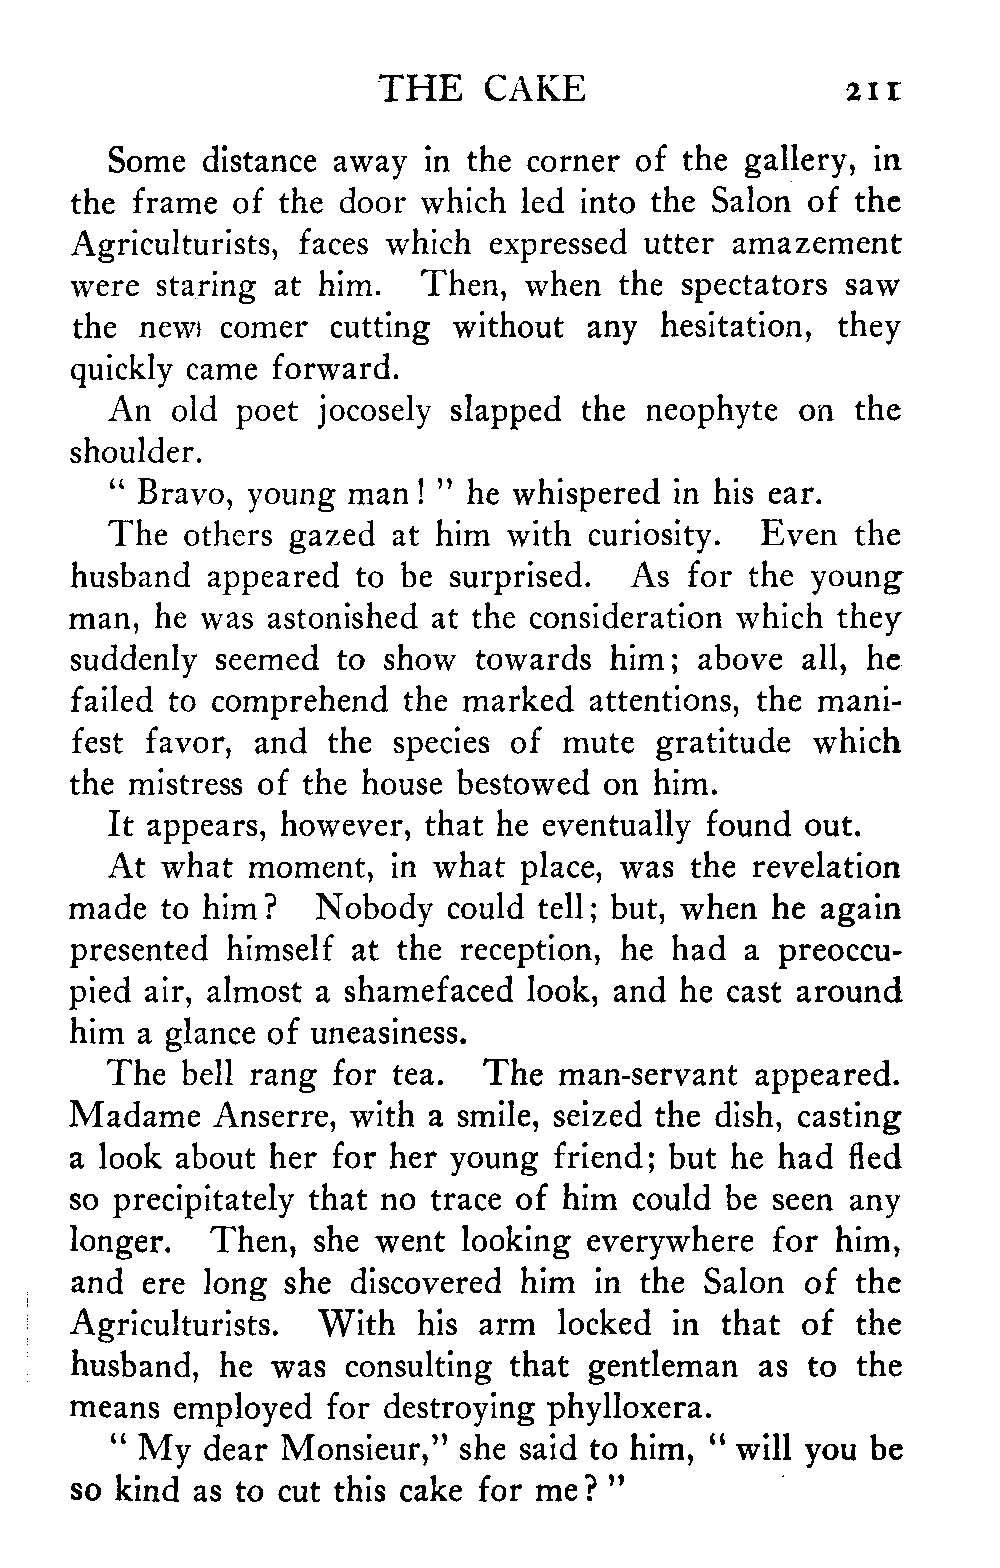 THE CAKE 211
Some distance away in the corner of the gallery, in
the frame of the door which led into the Salon of the
Agriculturists, faces which expressed utter amazement
were staring at him. Then, when the spectators saw
the new comer cutting without any hesitation, they
quickly came forward.
An old poet jocosely slapped the neophyte on the
shoulder.
“ Bravo, young man ! ” he whispered in his ear.
The others gazed at him with curiosity. Even the
husband appeared to be surprised. As for the young
man, he was astonished at the consideration which they
suddenly seemed to show towards him; above all, he
failed to comprehend the marked attentions, the mani-
fest favor, and the species of mute gratitude which
the mistress of the house bestowed on him.
It appears, however, that he eventually found out.
At what moment, in what place, was the revelation
made to him? Nobody could tell; but, when he again
presented himself at the reception, he had a preoccu-
pied air, almost a shamefaced look, and he cast around
him a glance of uneasiness.
The bell rang for tea. The man-servant appeared.
Madame Anserre, with a smile, seized the dish, casting
a look about her for her young friend; but he had fled
so precipitately that no trace of him could be seen any
longer. Then, she went looking everywhere for him,
and ere long she discovered him in the Salon of the
Agriculturists. With his arm locked in that of the
husband, he was consulting that gentleman as to the
means employed for destroying phylloxera.
“ My dear Monsieur,” she said to him, “ will you be
so kind as to cut this cake for me? ”